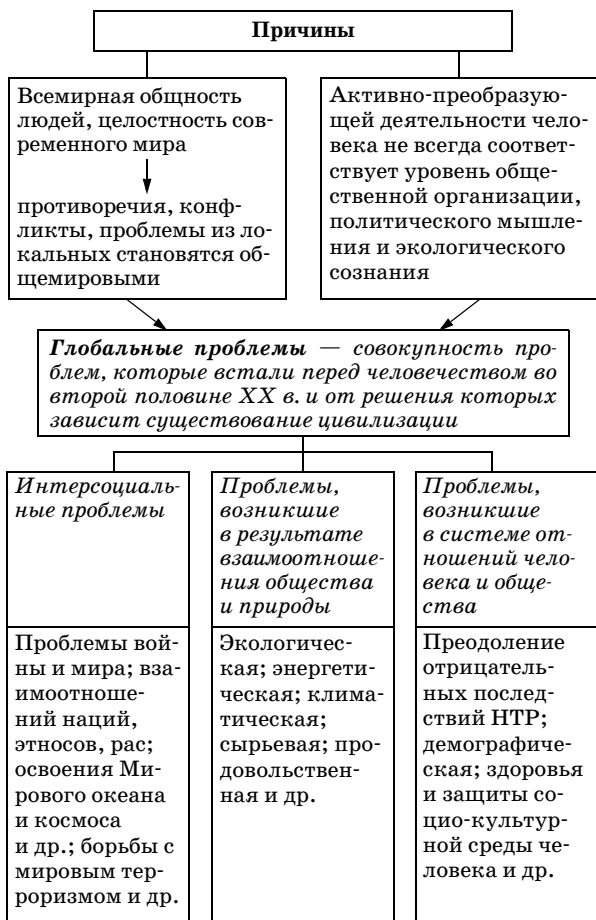 Причины
Всемирная общность
людей, целостность сов-
ременного мира
противоречия, конф-
ликты, проблемы из ло-
кальных становятся об-
щемировыми
Активно-преобразую-
щей деятельности чело-
века не всегда соответ-
ствует уровень обще-
ственной организации,
политического мышле-
ния и экологического
сознания
Глобальные проблемы — совокупность про-
блем, которые встали перед человечеством во
второй половине XX в. и от решения которых
зависит существование цивилизации
Интерсоциаль-
ные проблемы
Проблемы,
возникшие
в результате
взаимоотноше-
ния общества
и природы
Проблемы,
возникшие
в системе от-
ношений чело-
века и обще-
ства
Проблемы вой-
ны и мира; вза-
имоотноше-
ний наций,
этносов, рас;
освоения Ми-
рового океана
и космоса
и др.; борьбы с
мировым тер-
роризмом и др.
Экологичес-
кая; энергети-
ческая; клима-
тическая;
сырьевая; про-
довольствен-
ная и др.
Преодоление
отрицатель-
ных послед-
ствий НТР;
демографиче-
ская; здоровья
и защиты со-
цио-культур-
ной среды че-
ловека и др.